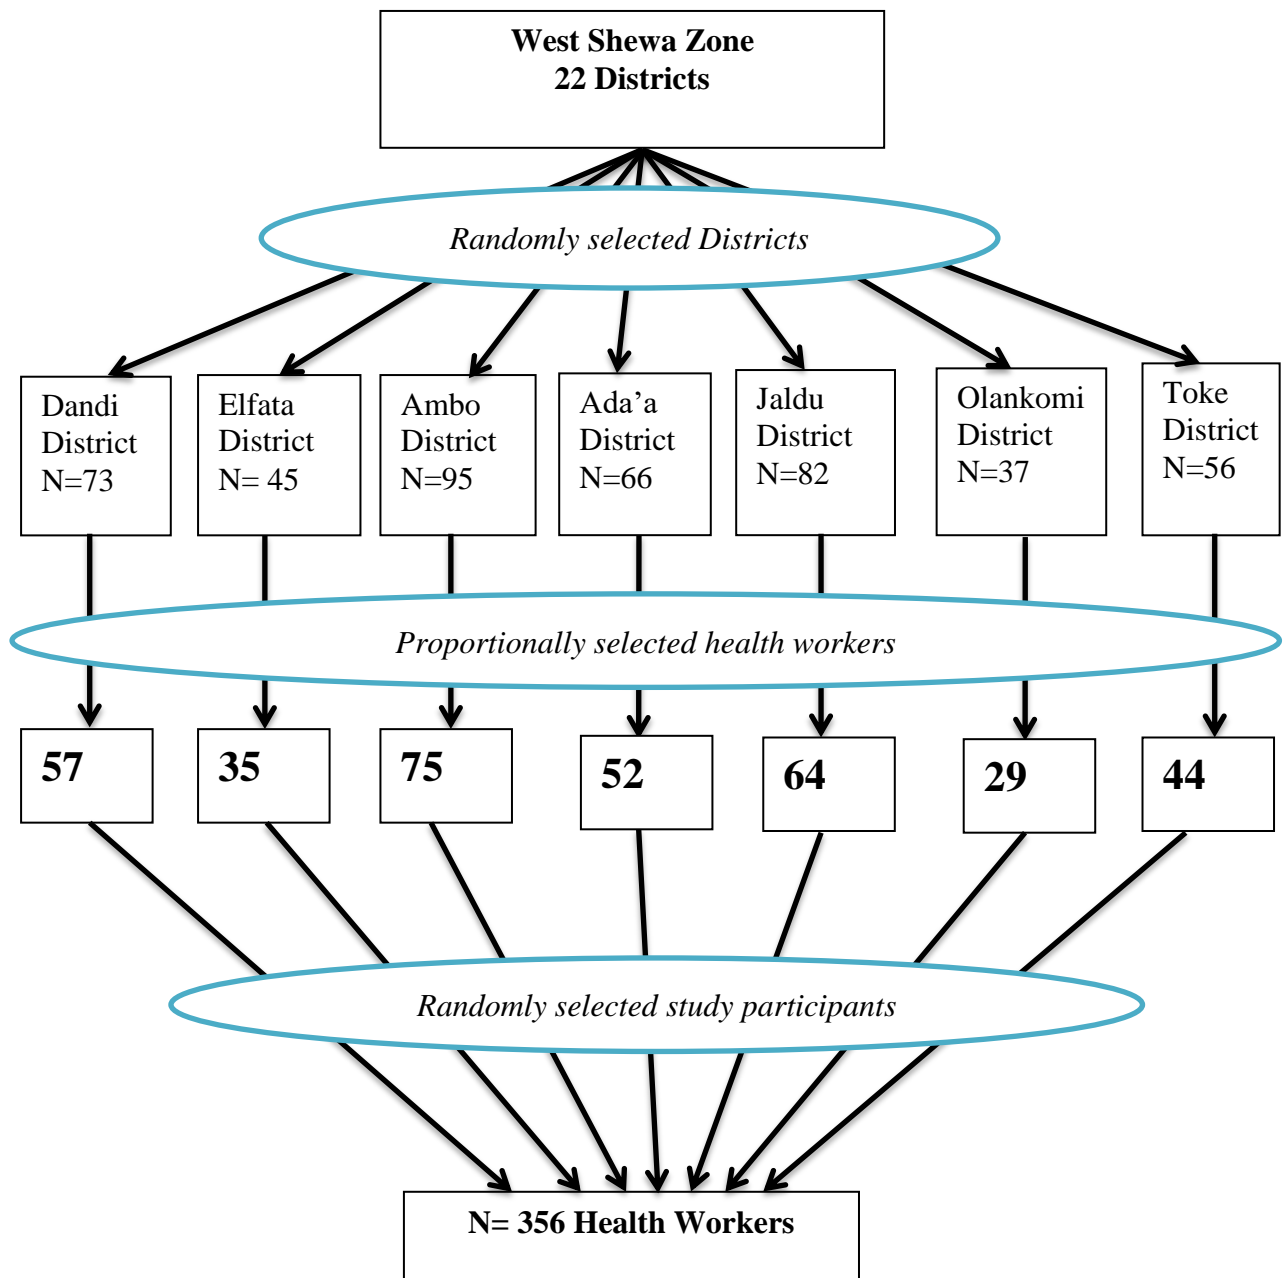 West Shewa Zone
22 Districts
Randomly selected Districts
Dandi
District
N=73
Elfata
District
N= 45
Ambo
District
N=95
Ada’a
District
N=66
Jaldu
District
N=82
Olankomi
District
N=37
Toke
District
N=56
Proportionally selected health workers
57
35
75
52
64
29
44
Randomly selected study participants
N= 356 Health Workers